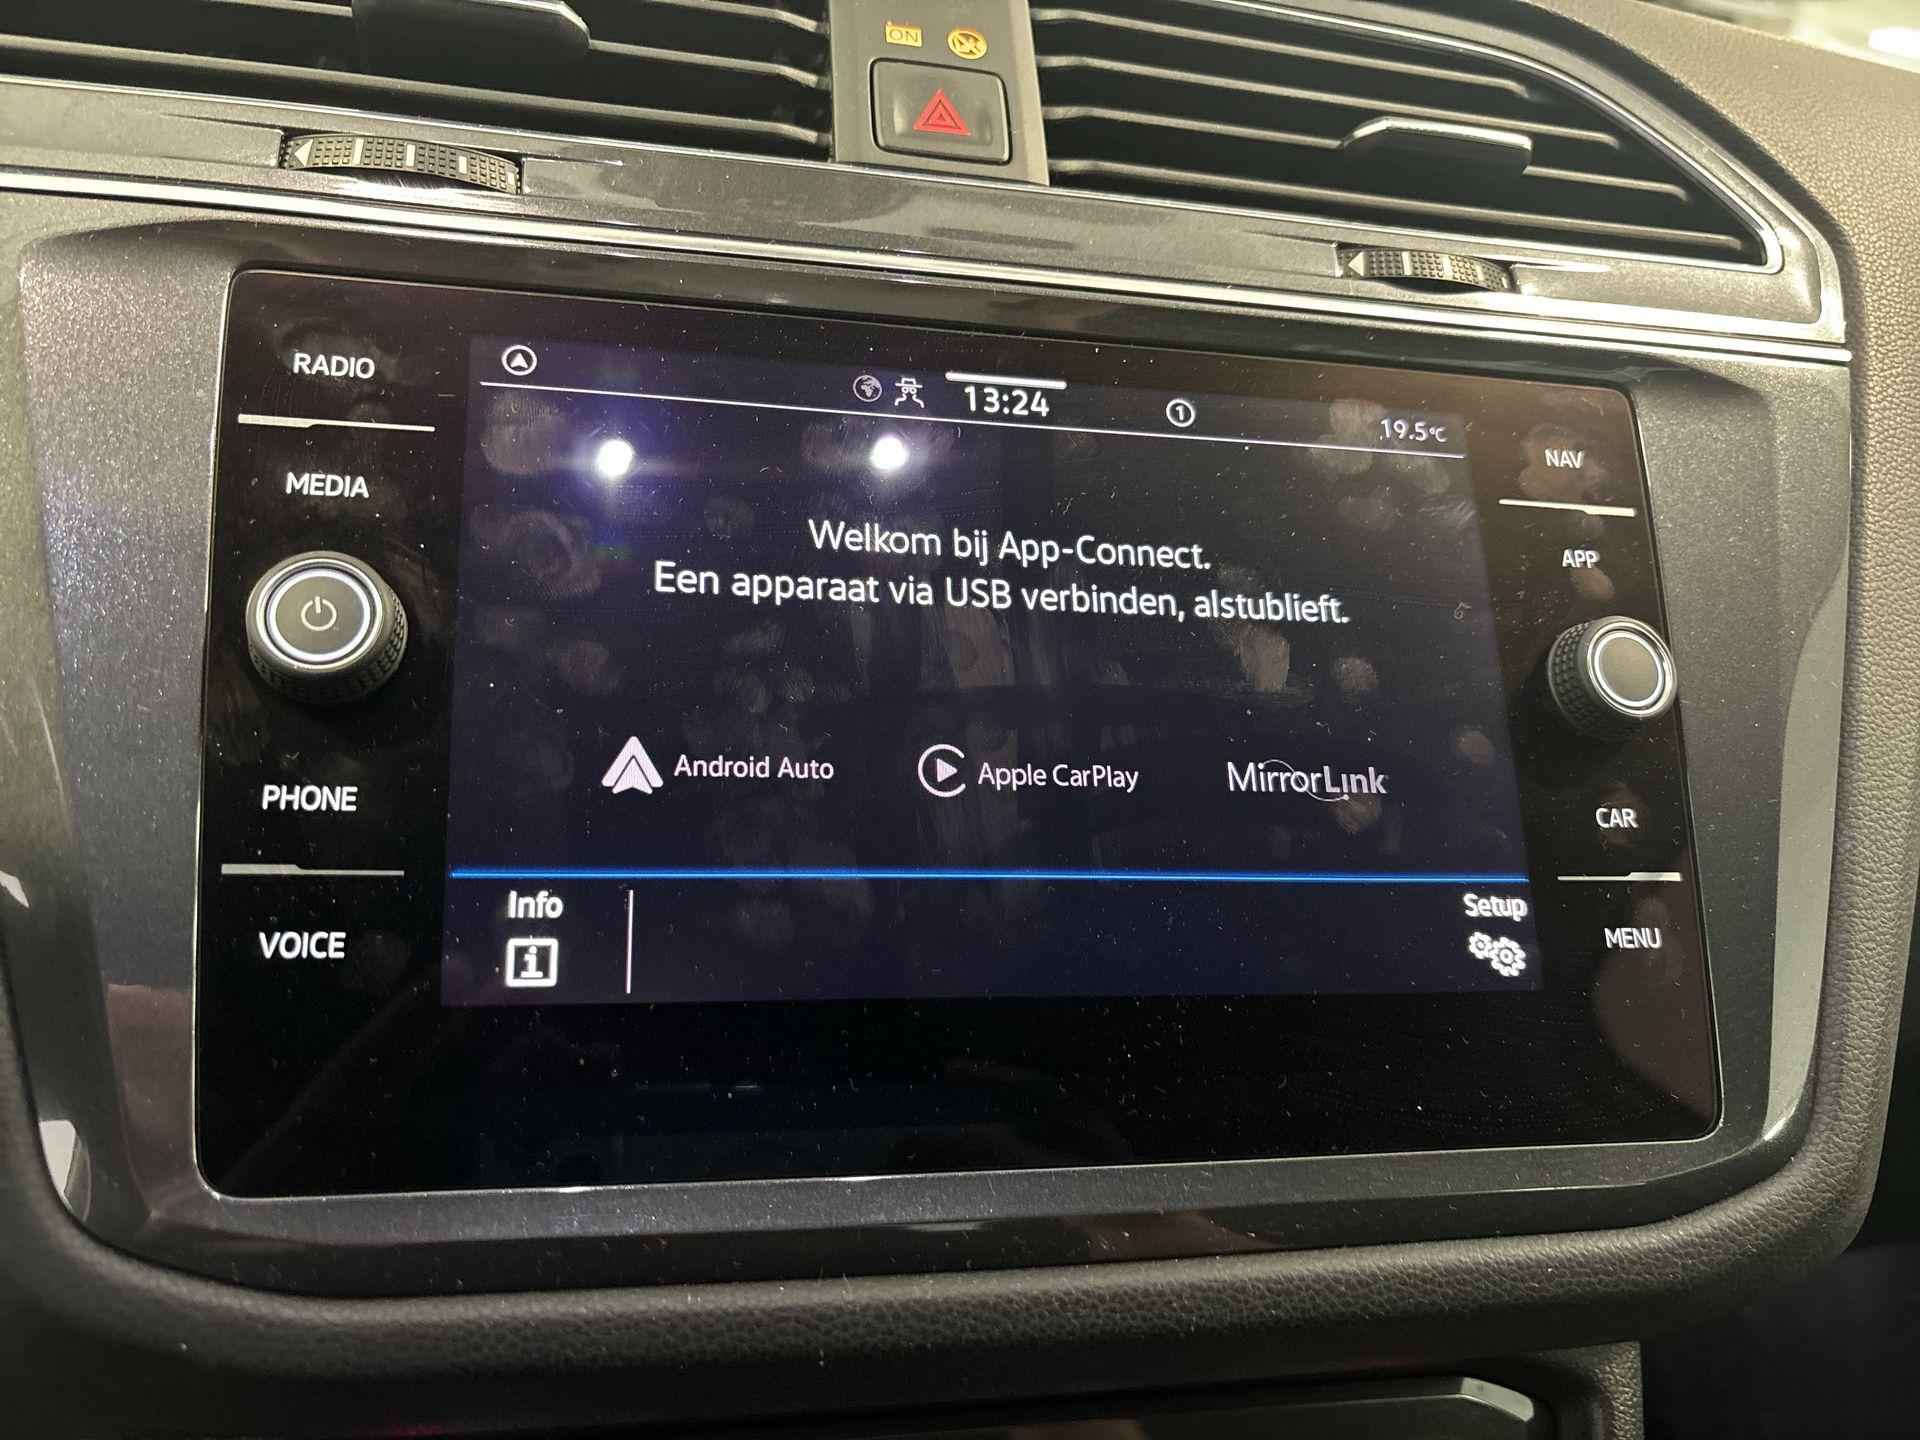 ON
RADIO
MEDIA
PHONE
VOICE
13:24
1
19.5°C
Welkom bij App-Connect.
Een apparaat via USB verbinden, alstublieft.
Android Auto
Apple CarPlay
MirrorLink
Info
i
Setup
NAV
APP
CAR
MENU